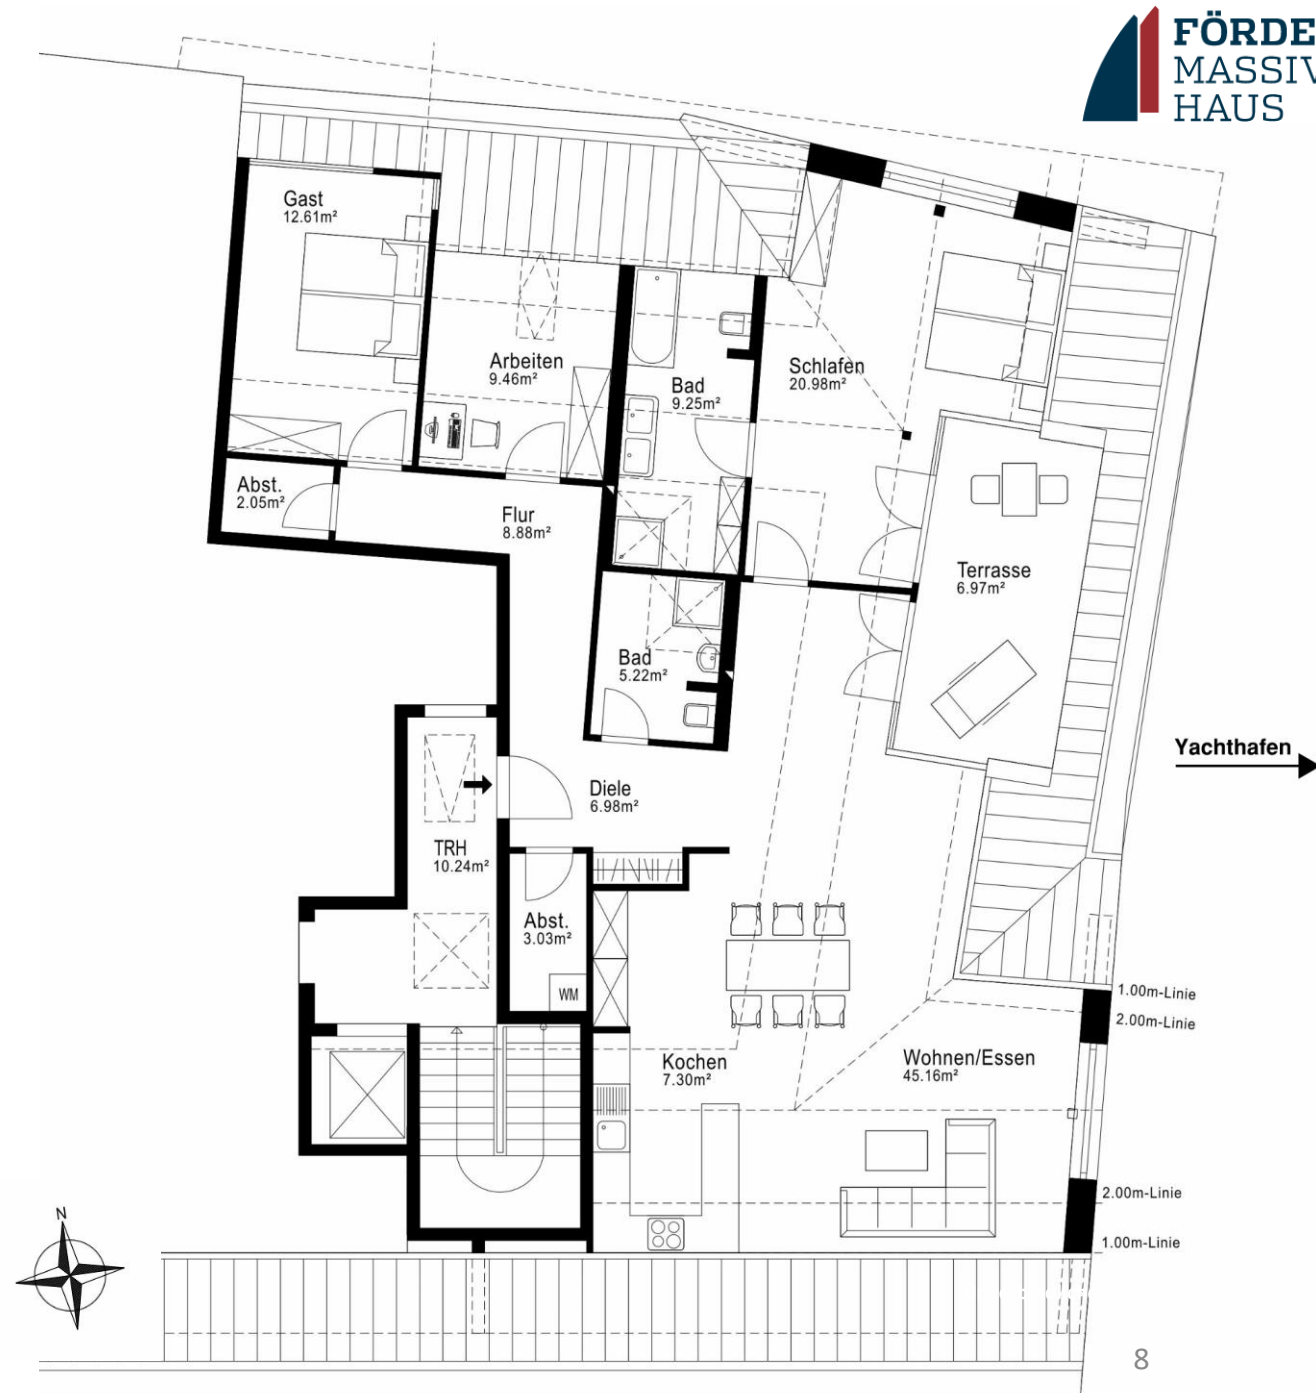 FÖRDE
MASSIV
HAUS
Gast
12.61m²
Arbeiten
9.46m²
Bad
9.25m²
Schlafen
20.98m²
Abst.
2.05m²
Flur
8.88m²
Terrasse
6.97m²
Bad
5.22m²
Yachthafen
Diele
6.98m²
TRH
10.24m²
Abst.
3.03m²
WM
1.00m-Linie
2.00m-Linie
Kochen
7.30m²
Wohnen/Essen
45.16m²
2.00m-Linie
1.00m-Linie
N
8